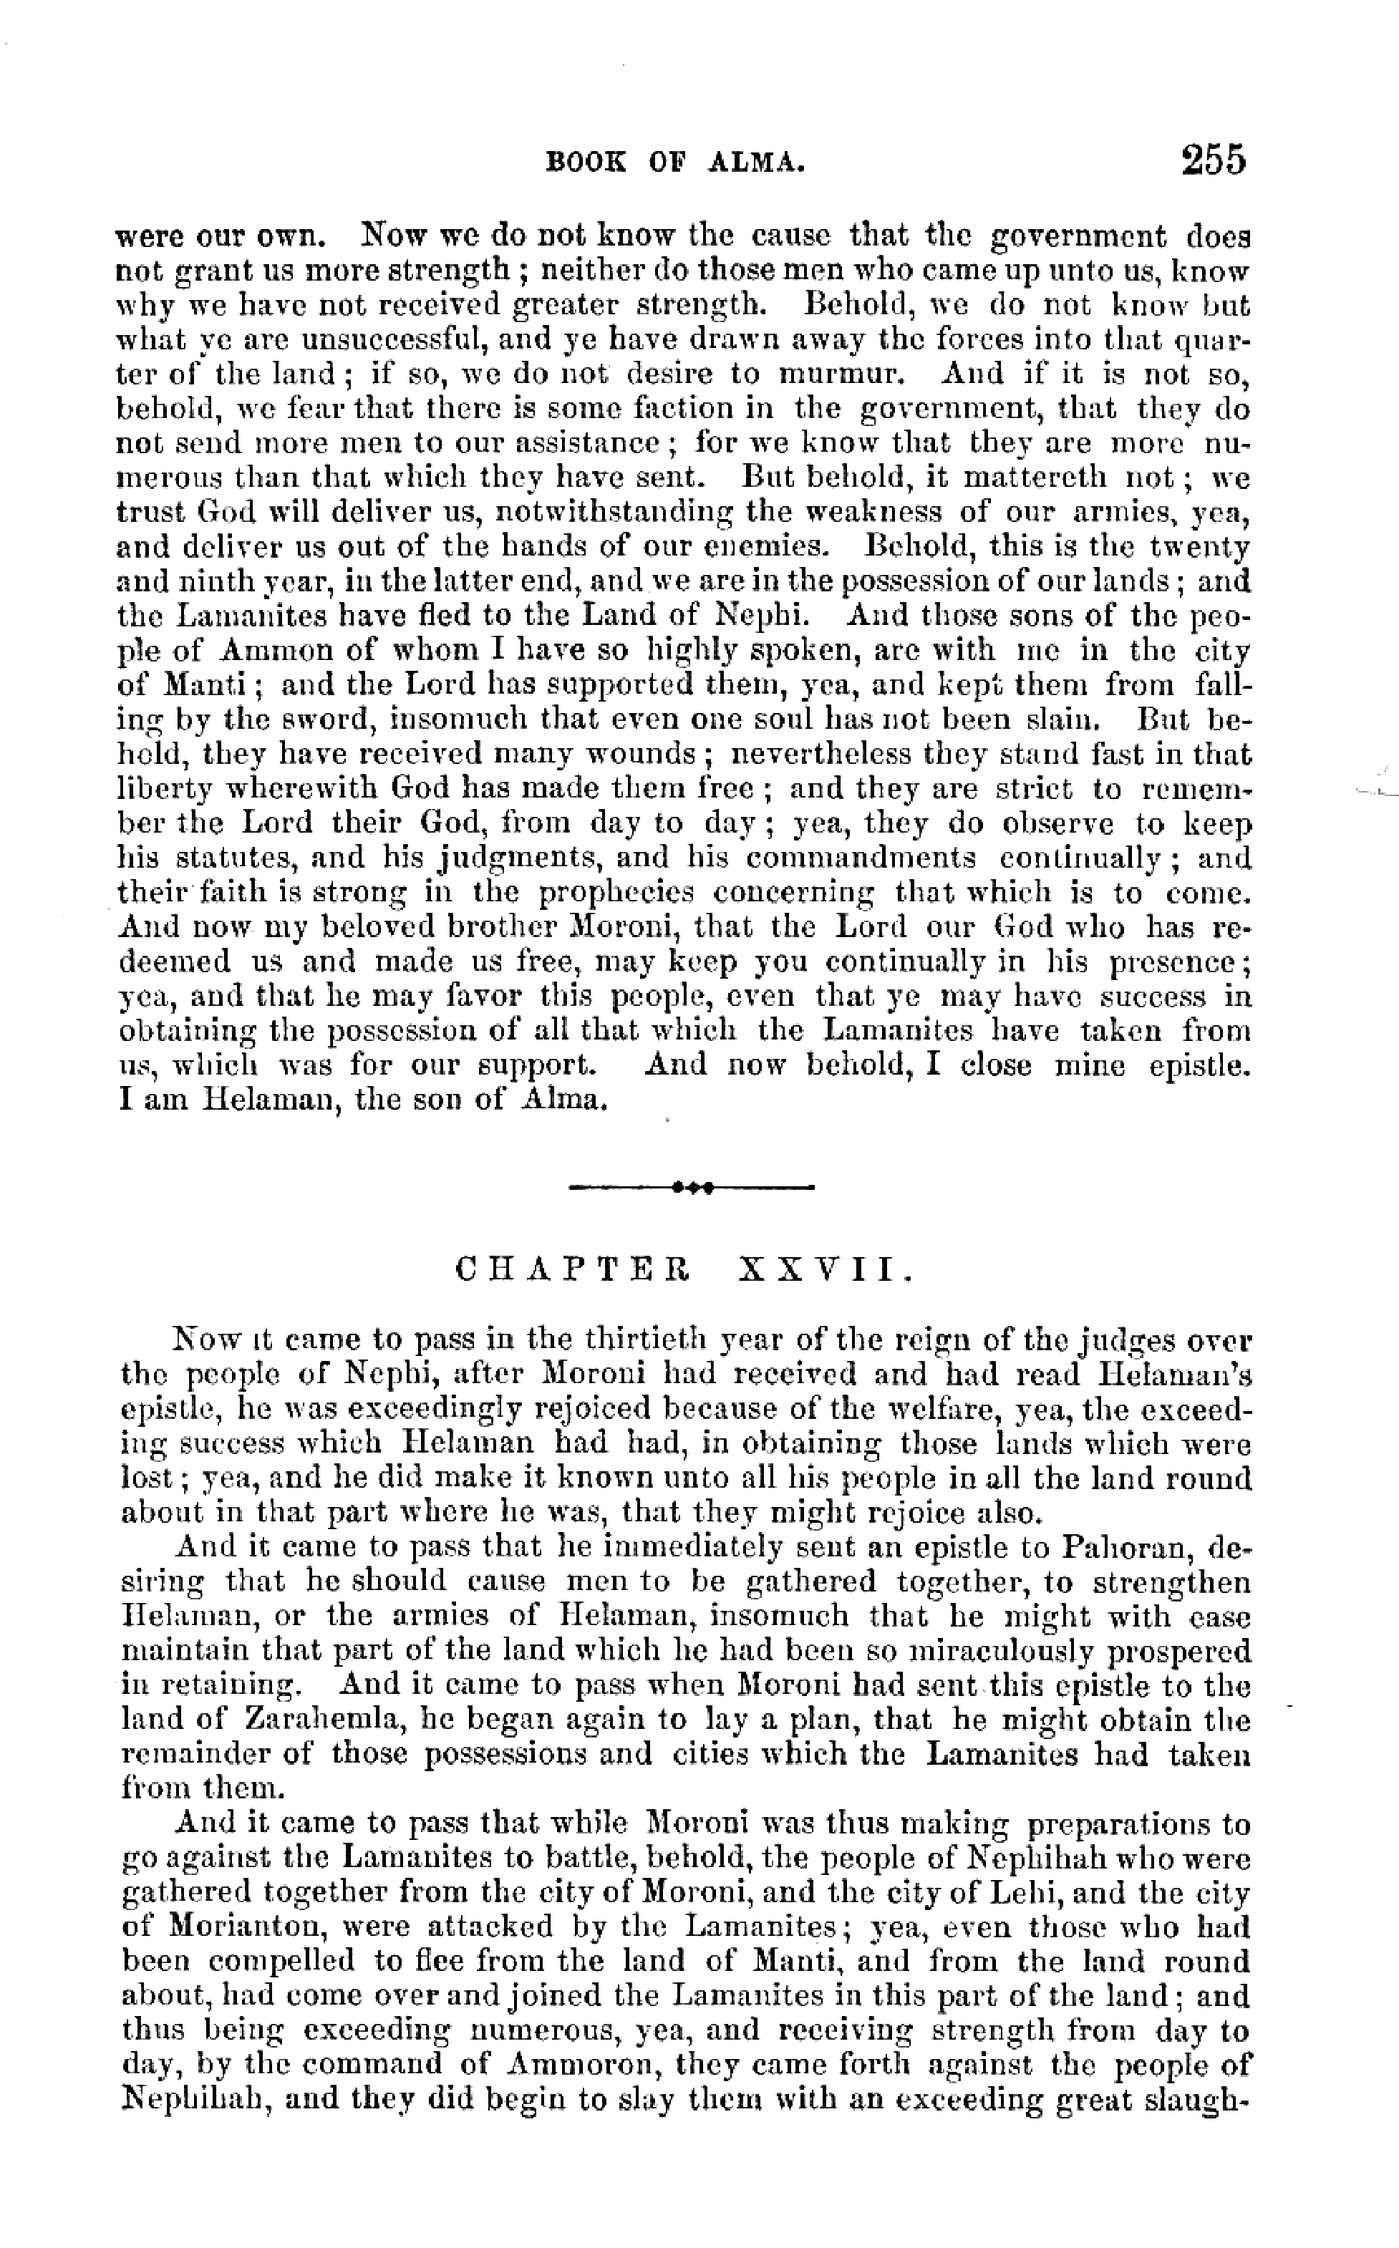 BOOK OF ALMA. 255
were our own. Now we do not know the cause that the government does
not grant us more strength ; neither do those men who came up unto us, know
why we have not received greater strength. Behold, we do not know but
what ye are unsuccessful, and ye have drawn away the forces into that quar-
ter of the land ; if so, we do not desire to murmur. And if it is not so,
behold, we fear that there is some faction in the government, that they do
not send more men to our assistance ; for we know that they are more nu-
merous than that which they have sent. But behold, it mattereth not ; we
trust God will deliver us, notwithstanding the weakness of our armies, yea,
and deliver us out of the hands of our enemies. Behold, this is the twenty
and ninth year, in the latter end, and we are in the possession of our lands ; and
the Lamanites have fled to the Land of Nephi. And those sons of the peo-
ple of Ammon of whom I have so highly spoken, are with me in the city
of Manti ; and the Lord has supported them, yea, and kept them from fall-
ing by the sword, insomuch that even one soul has not been slain. But be-
hold, they have received many wounds ; nevertheless they stand fast in that
liberty wherewith God has made them free ; and they are strict to remem-
ber the Lord their God, from day to day ; yea, they do observe to keep
his statutes, and his judgments, and his commandments continually ; and
their faith is strong in the prophecies concerning that which is to come.
And now my beloved brother Moroni, that the Lord our God who has re-
deemed us and made us free, may keep you continually in his presence ;
yea, and that he may favor this people, even that ye may have success in
obtaining the possession of all that which the Lamanites have taken from
us, which was for our support. And now behold, I close mine epistle.
I am Helaman, the son of Alma.
CHAPTER XXVII.
Now it came to pass in the thirtieth year of the reign of the judges over
the people of Nephi, after Moroni had received and had read Helaman's
epistle, he was exceedingly rejoiced because of the welfare, yea, the exceed-
ing success which Helaman had had, in obtaining those lands which were
lost ; yea, and he did make it known unto all his people in all the land round
about in that part where he was, that they might rejoice also.
And it came to pass that he immediately sent an epistle to Pahoran, de-
siring that he should cause men to be gathered together, to strengthen
Helaman, or the armies of Helaman, insomuch that he might with ease
maintain that part of the land which he had been so miraculously prospered
in retaining. And it came to pass when Moroni had sent this epistle to the
land of Zarahemla, he began again to lay a plan, that he might obtain the
remainder of those possessions and cities which the Lamanites had taken
from them.
And it came to pass that while Moroni was thus making preparations to
go against the Lamanites to battle, behold, the people of Nephihah who were
gathered together from the city of Moroni, and the city of Lehi, and the city
of Morianton, were attacked by the Lamanites ; yea, even those who had
been compelled to flee from the land of Manti, and from the land round
about, had come over and joined the Lamanites in this part of the land ; and
thus being exceeding numerous, yea, and receiving strength from day to
day, by the command of Ammoron, they came forth against the people of
Nephihah, and they did begin to slay them with an exceeding great slaugh-